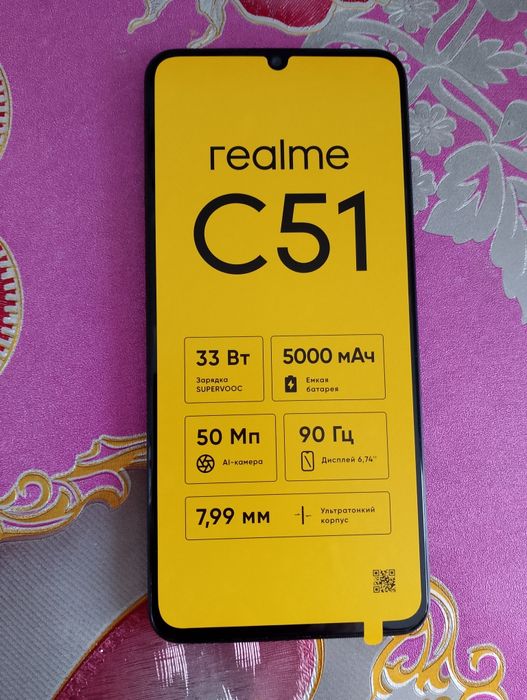 realme
C51
33 Вт
Зарядка
SUPERVOOC
5000 мАч
Емкая
батарея
50 Мп
AI-камера
90 Гц
Дисплей 6,74"
7,99 мм
Ультратонкий
корпус